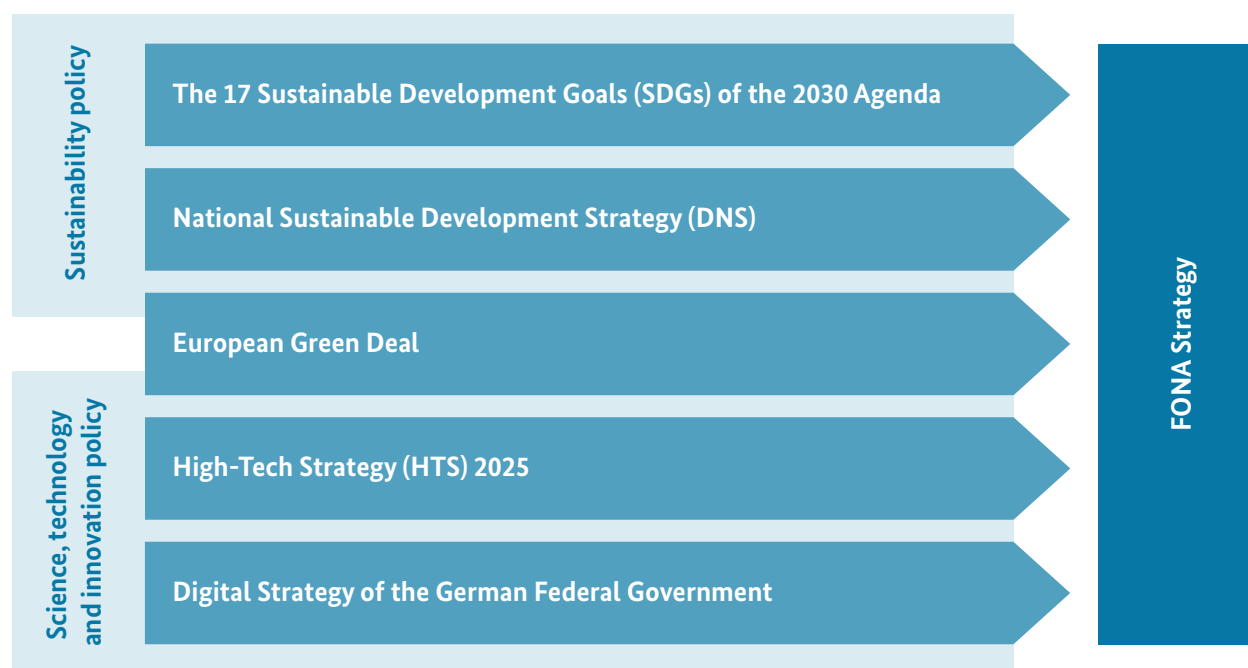 Sustainability policy
The 17 Sustainable Development Goals (SDGs) of the 2030 Agenda
National Sustainable Development Strategy (DNS)
European Green Deal
Science, technology
and innovation policy
High-Tech Strategy (HTS) 2025
Digital Strategy of the German Federal Government
FONA Strategy